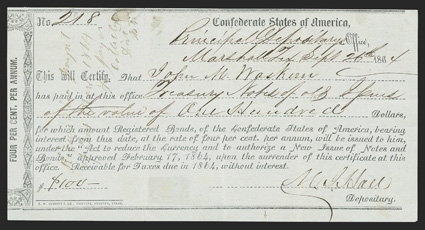 No. 218
Confederate States of America,
Principal Depositary Office,
Marshall Tex Sept 26th 1864
This will Certify, That John M. Waskom
has paid in at this office Treasury Notes of old Issues
of the value of One Hundred Dollars,
for which amount Registered Bonds, of the Confederate States of America, bearing
interest from this date, at the rate of four per cent. per annum, will be issued to him,
under the "Act to reduce the Currency and to authorize a New Issue of Notes and
Bonds" approved February 17, 1864, upon the surrender of this certificate at this
office. Receivable for Taxes due in 1864, without interest.
$100—
Depositary.
FOUR PER CENT. PER ANNUM.